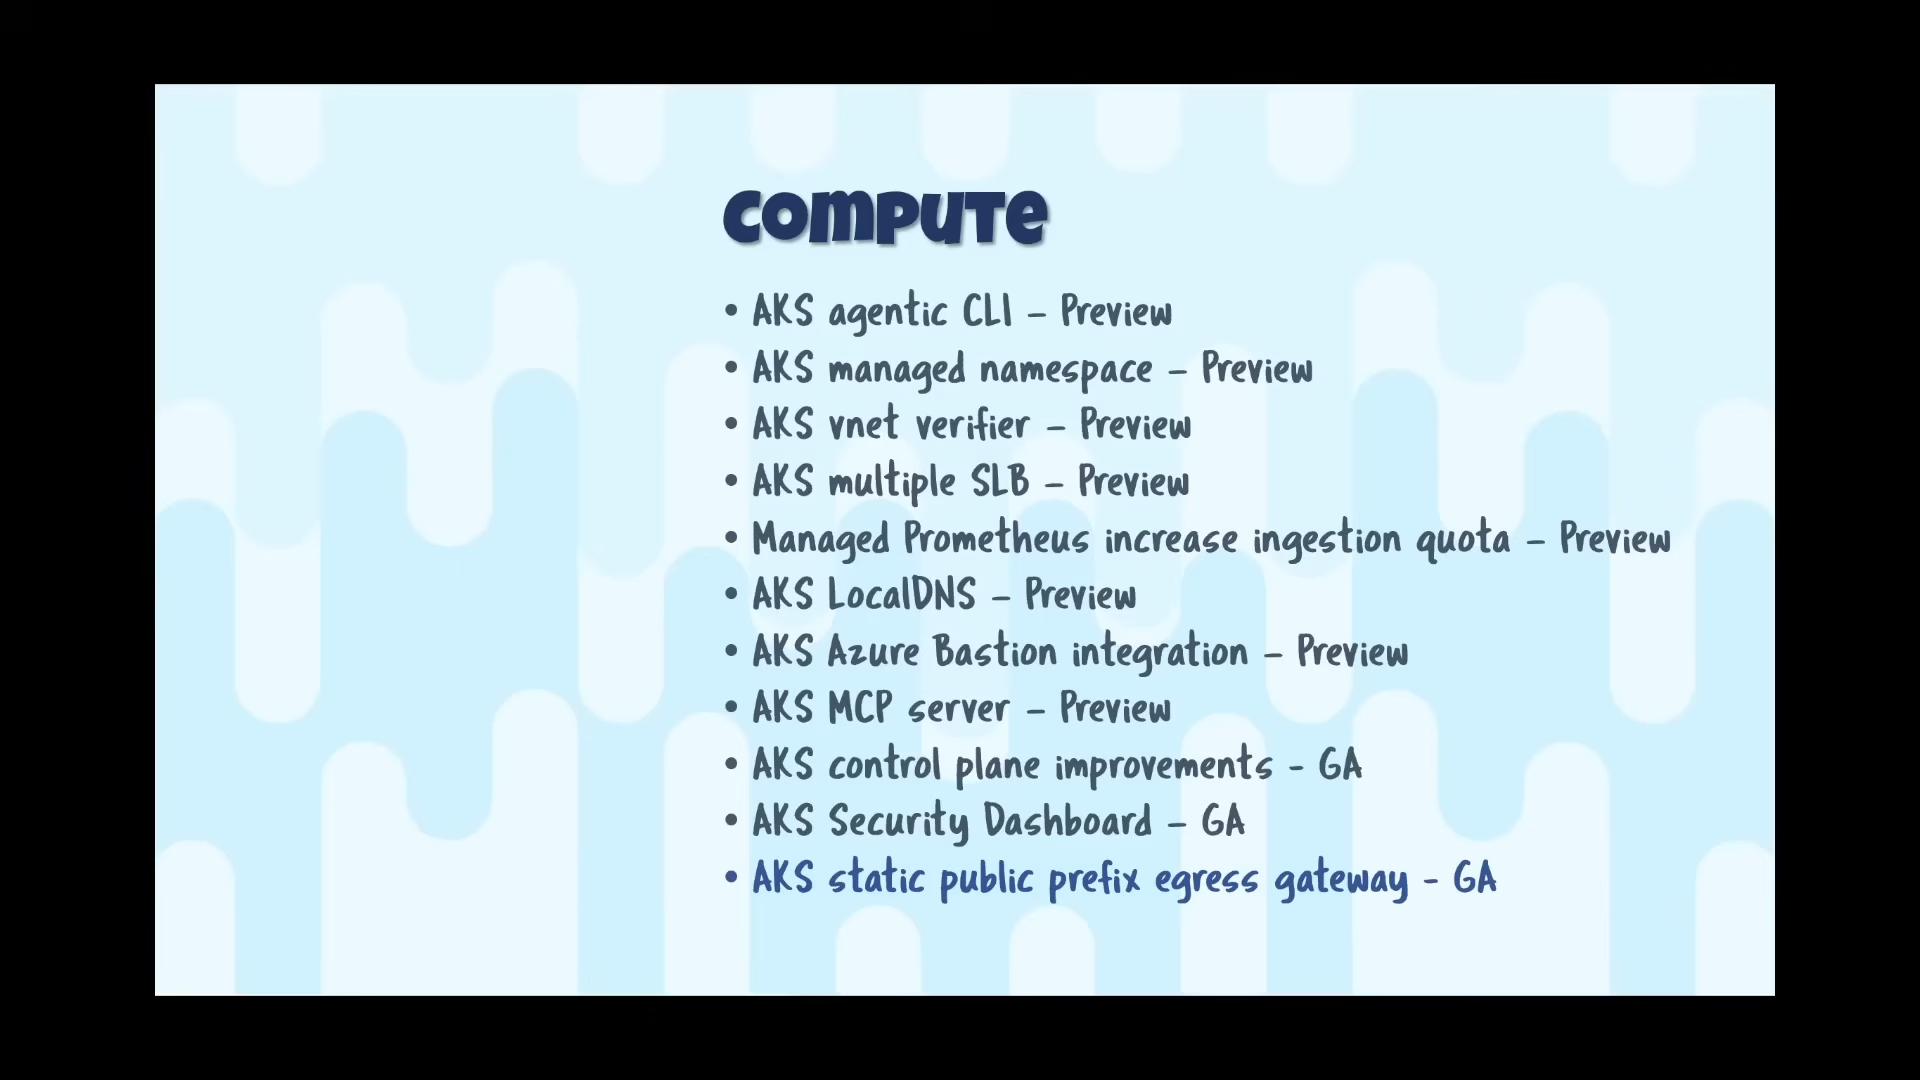 COMPUTE
• AKS agentic CLI – Preview
• AKS managed namespace – Preview
• AKS vnet verifier – Preview
• AKS multiple SLB – Preview
• Managed Prometheus increase ingestion quota – Preview
• AKS LocalDNS – Preview
• AKS Azure Bastion integration – Preview
• AKS MCP server – Preview
• AKS control plane improvements - GA
• AKS Security Dashboard – GA
• AKS static public prefix egress gateway - GA